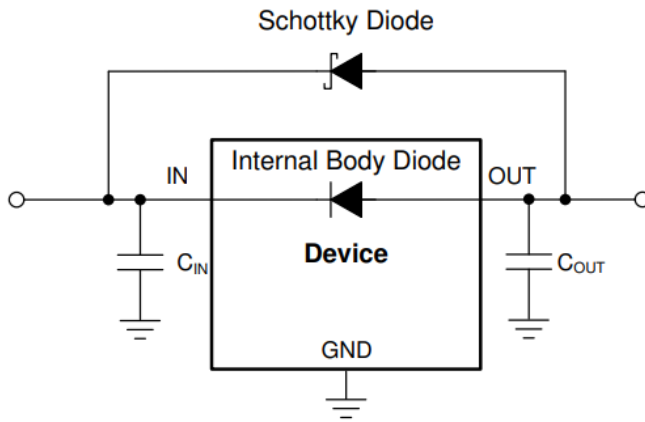 Schottky Diode
Internal Body Diode
IN
OUT
Device
CIN
COUT
GND